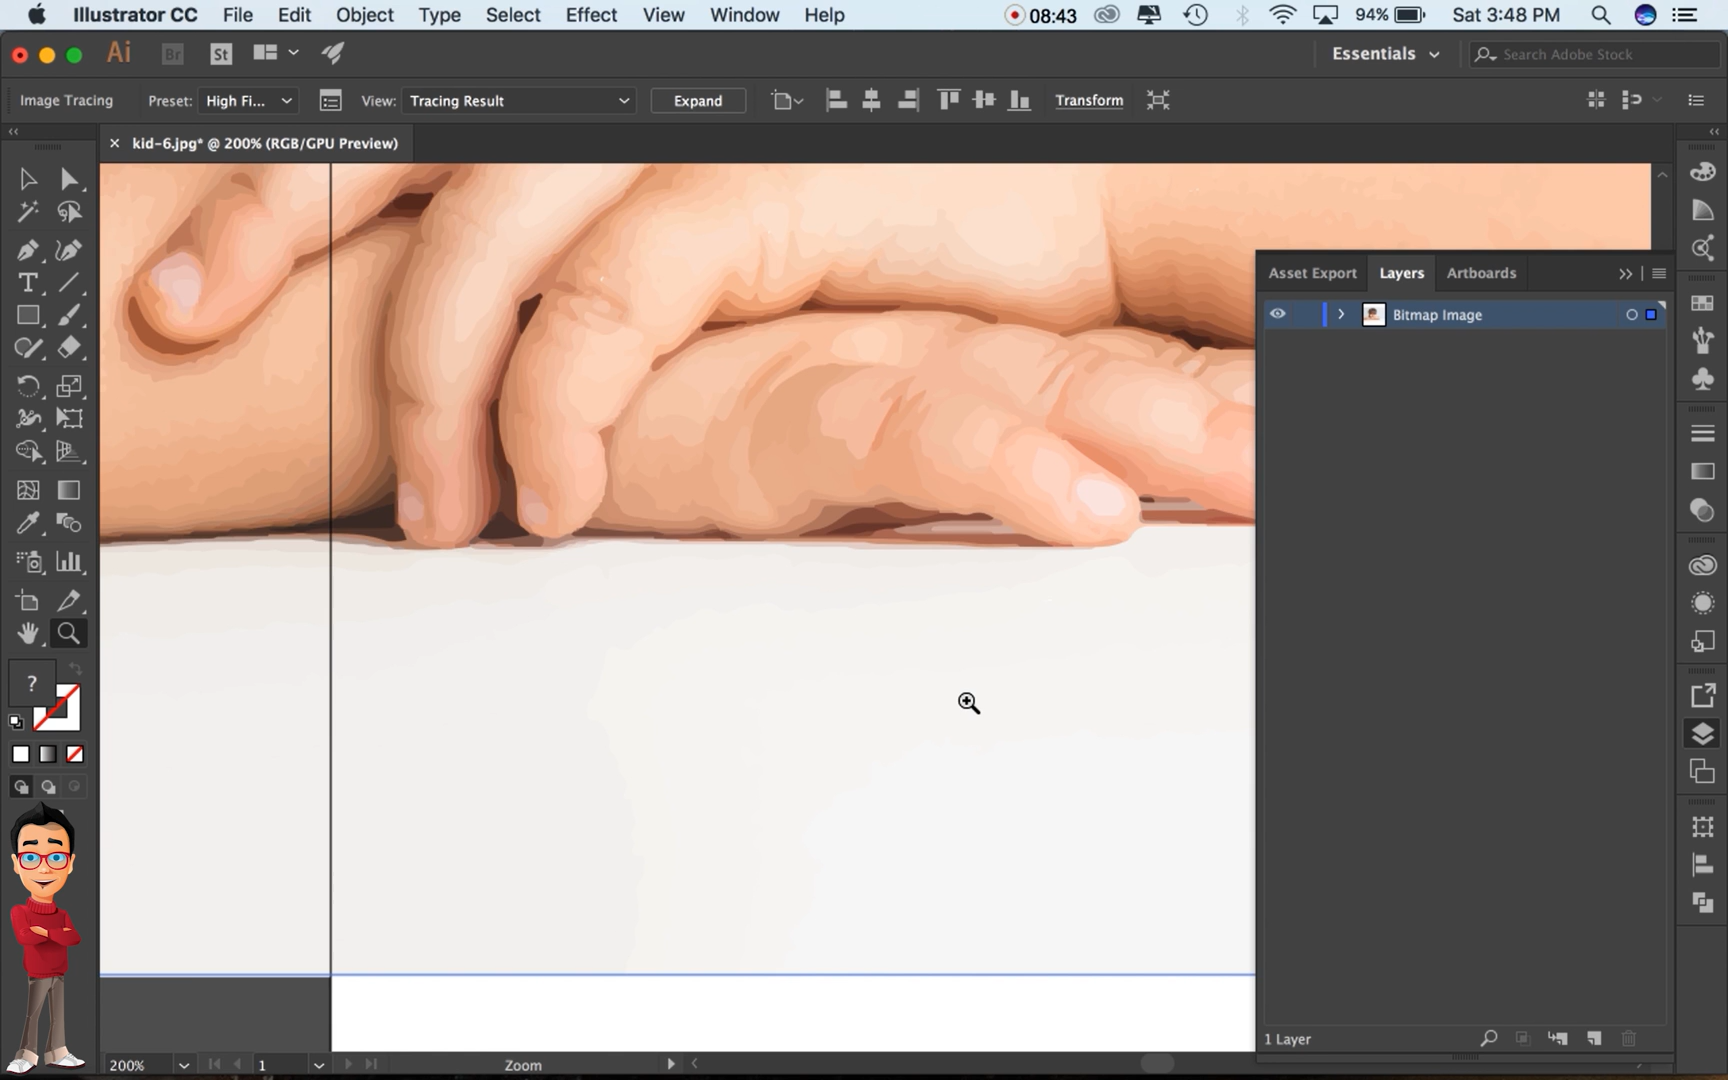 Illustrator CC File Edit Object Type Select Effect View Window Help 08:43 94% Sat 3:48 PM
Ai Br St Essentials Search Adobe Stock
Image Tracing Preset: High Fi... View: Tracing Result Expand Transform
× kid-6.jpg* @ 200% (RGB/GPU Preview)
Asset Export Layers Artboards
Bitmap Image
T
?
1 Layer
200% 1 Zoom